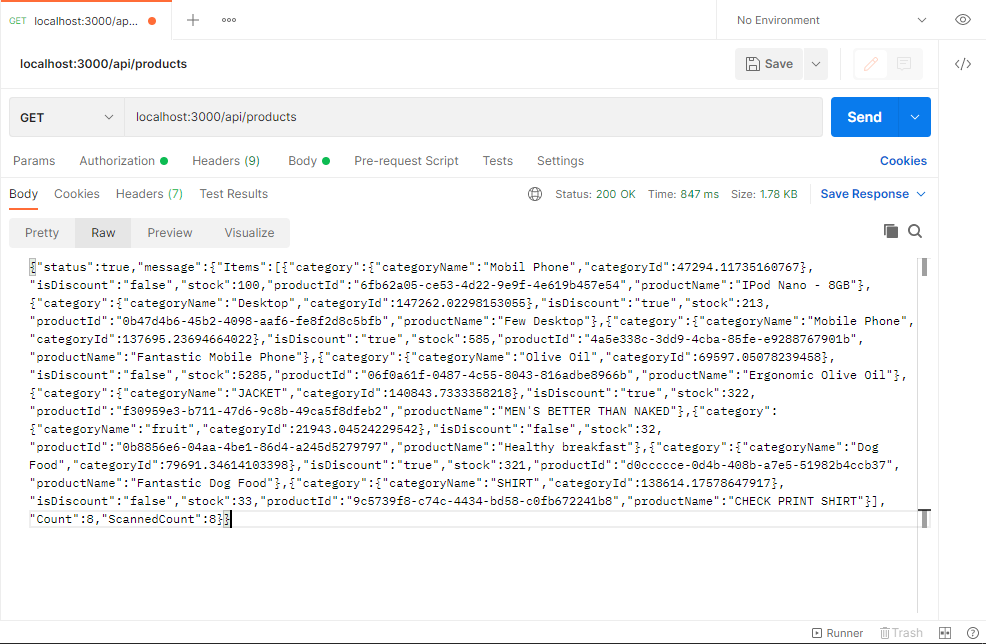 GET localhost:3000/ap...
No Environment
localhost:3000/api/products
Save
GET localhost:3000/api/products
Send
Params Authorization Headers (9) Body Pre-request Script Tests Settings Cookies
Body Cookies Headers (7) Test Results Status: 200 OK Time: 847 ms Size: 1.78 KB Save Response
Pretty Raw Preview Visualize
{"status":true,"message":{"Items":[{"category":{"categoryName":"Mobil Phone","categoryId":47294.11735160767},
"isDiscount":"false","stock":100,"productId":"6fb62a05-ce53-4d22-9e9f-4e619b457e54","productName":"IPod Nano - 8GB"},
{"category":{"categoryName":"Desktop","categoryId":147262.02298153055},"isDiscount":"true","stock":213,
"productId":"0b47d4b6-45b2-4098-aaf6-fe8f2d8c5bfb","productName":"Few Desktop"},{"category":{"categoryName":"Mobile Phone",
"categoryId":137695.23694664022},"isDiscount":"true","stock":585,"productId":"4a5e338c-3dd9-4cba-85fe-e9288767901b",
"productName":"Fantastic Mobile Phone"},{"category":{"categoryName":"Olive Oil","categoryId":69597.05078239458},
"isDiscount":"false","stock":5285,"productId":"06f0a61f-0487-4c55-8043-816adbe8966b","productName":"Ergonomic Olive Oil"},
{"category":{"categoryName":"JACKET","categoryId":140843.7333358218},"isDiscount":"true","stock":322,
"productId":"f30959e3-b711-47d6-9c8b-49ca5f8dfeb2","productName":"MEN'S BETTER THAN NAKED"},{"category":
{"categoryName":"fruit","categoryId":21943.04524229542},"isDiscount":"false","stock":32,
"productId":"0b8856e6-04aa-4be1-86d4-a245d5279797","productName":"Healthy breakfast"},{"category":{"categoryName":"Dog
Food","categoryId":79691.34614103398},"isDiscount":"true","stock":321,"productId":"d0ccccce-0d4b-408b-a7e5-51982b4ccb37",
"productName":"Fantastic Dog Food"},{"category":{"categoryName":"SHIRT","categoryId":138614.17578647917},
"isDiscount":"false","stock":33,"productId":"9c5739f8-c74c-4434-bd58-c0fb672241b8","productName":"CHECK PRINT SHIRT"}],
"Count":8,"ScannedCount":8}}
Runner Trash